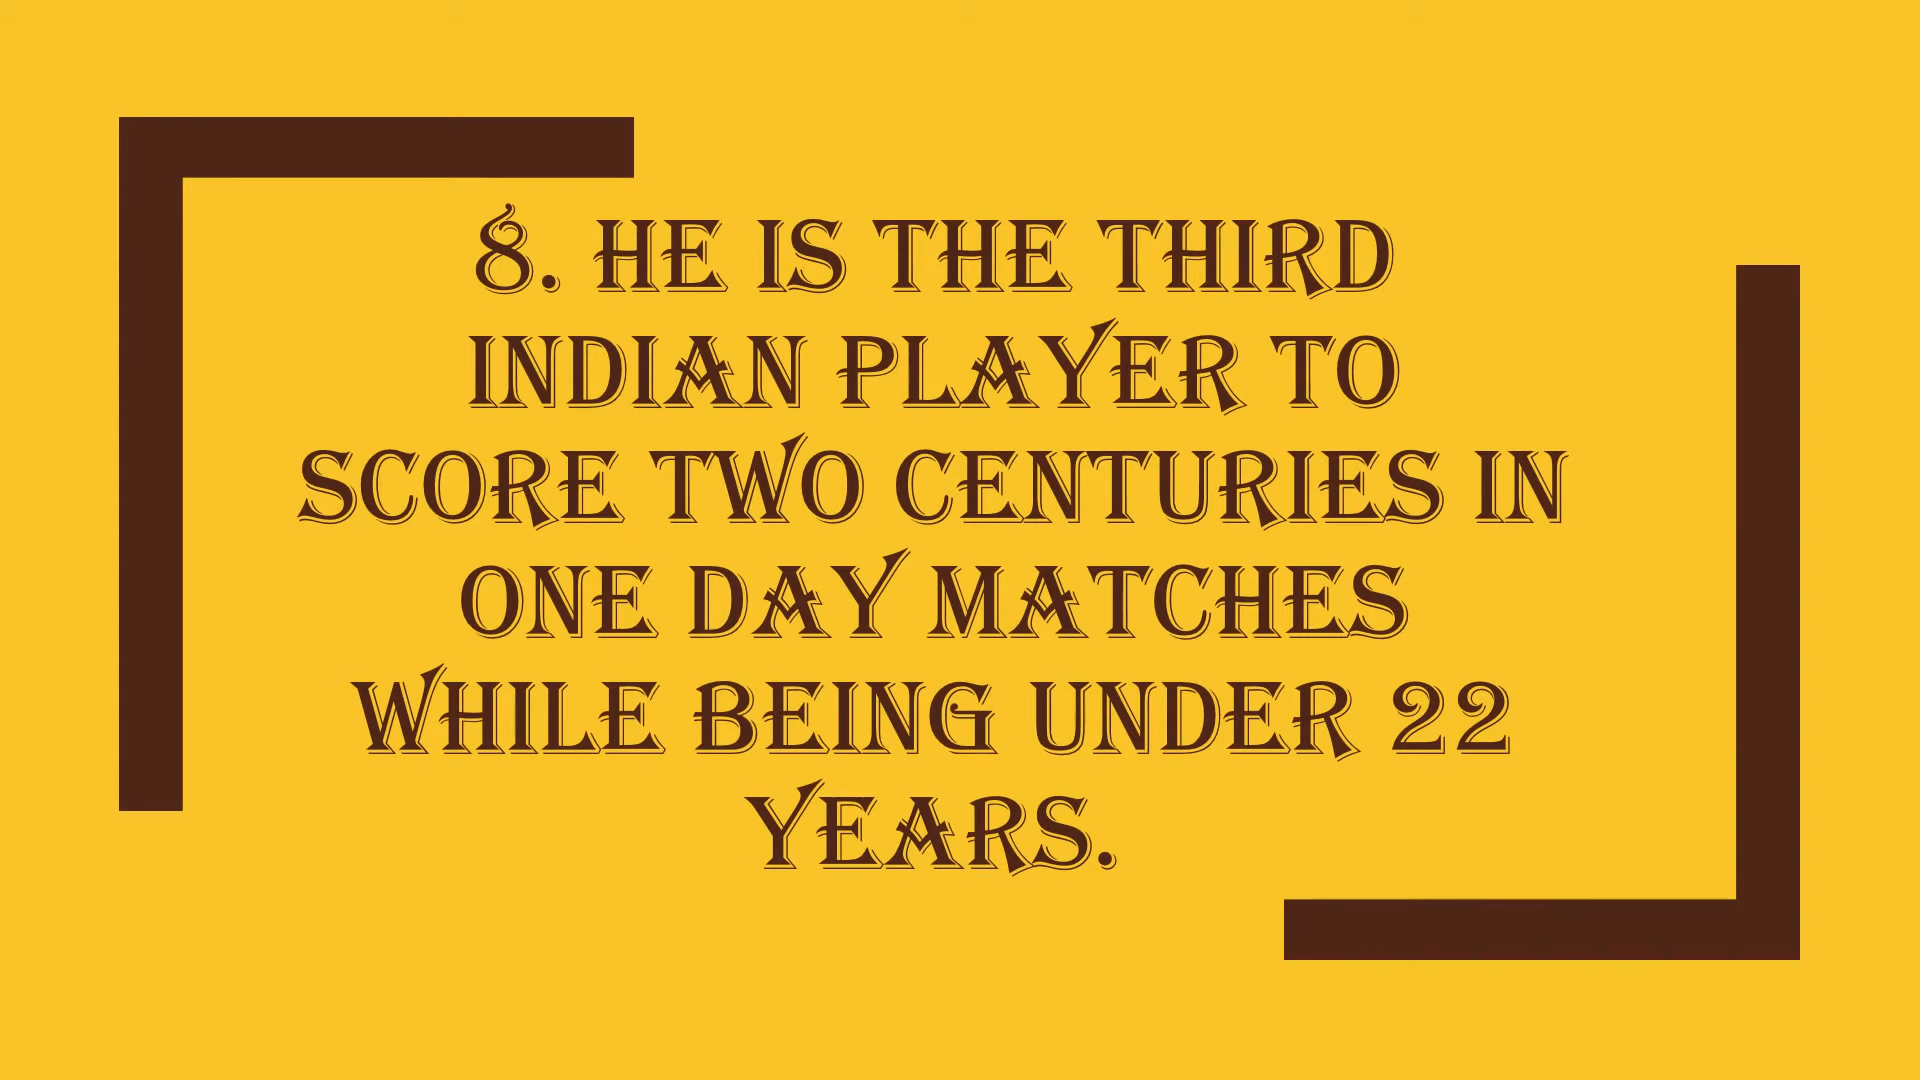 8. HE IS THE THIRD
INDIAN PLAYER TO
SCORE TWO CENTURIES IN
ONE DAY MATCHES
WHILE BEING UNDER 22
YEARS.